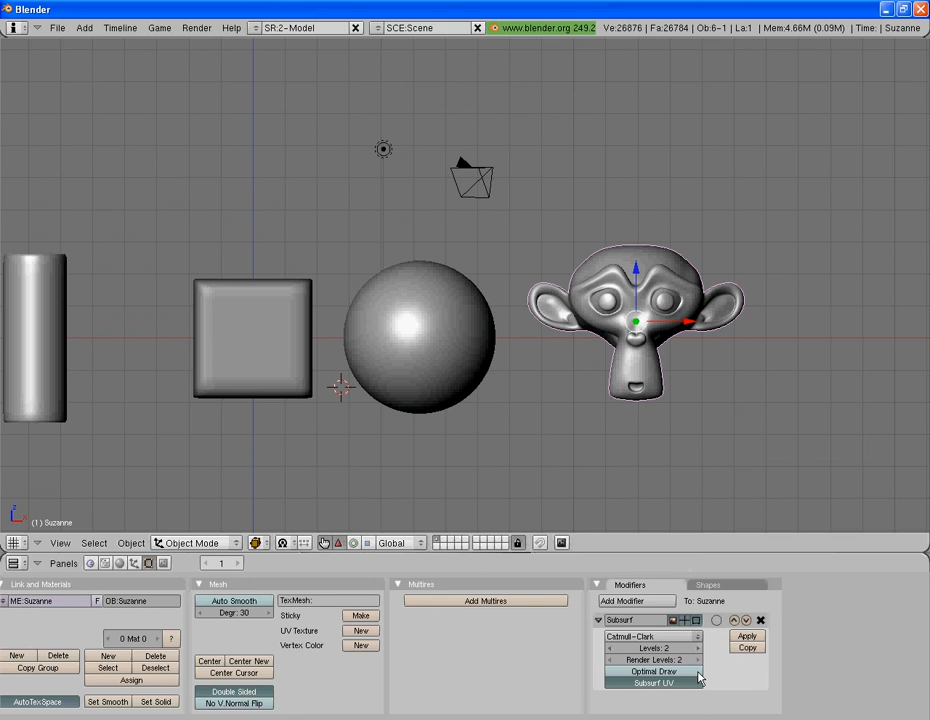 Blender
File Add Timeline Game Render Help SR:2-Model SCE:Scene www.blender.org 249.2 Ve:26876 | Fa:26784 | Ob:6-1 | La:1 | Mem:4.66M (0.09M) | Time: | Suzanne
z
(1) Suzanne
View Select Object Object Mode Global
Panels 1
Link and Materials Mesh Multires Modifiers Shapes
ME:Suzanne F OB:Suzanne Auto Smooth TexMesh: Add Multires Add Modifier To: Suzanne
Degr: 30 Sticky Make Subsurf
0 Mat 0 ? UV Texture New Catmull-Clark Apply
Vertex Color New Levels: 2 Copy
New Delete New Delete Center Center New Render Levels: 2
Copy Group Select Deselect Center Cursor Optimal Draw
Assign Subsurf UV
Double Sided
AutoTexSpace Set Smooth Set Solid No V.Normal Flip